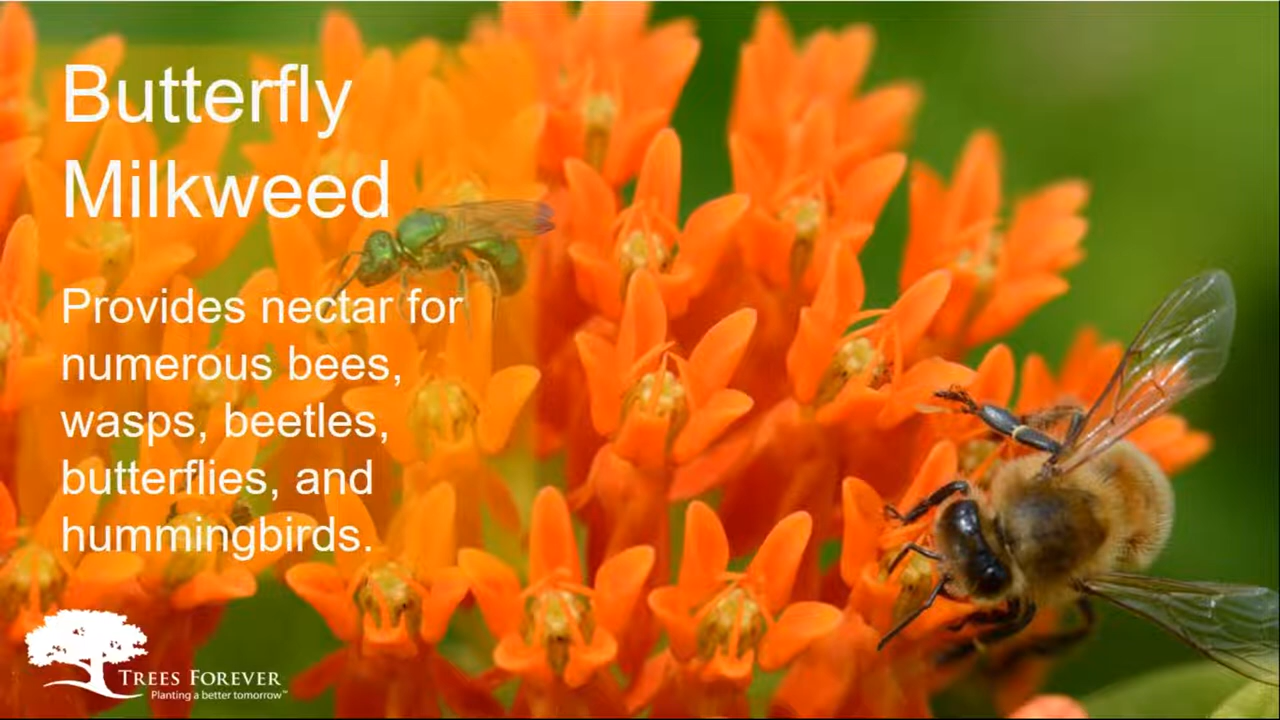 Butterfly
Milkweed
Provides nectar for
numerous bees,
wasps, beetles,
butterflies, and
hummingbirds.
TREES FOREVER
Planting a better tomorrow™